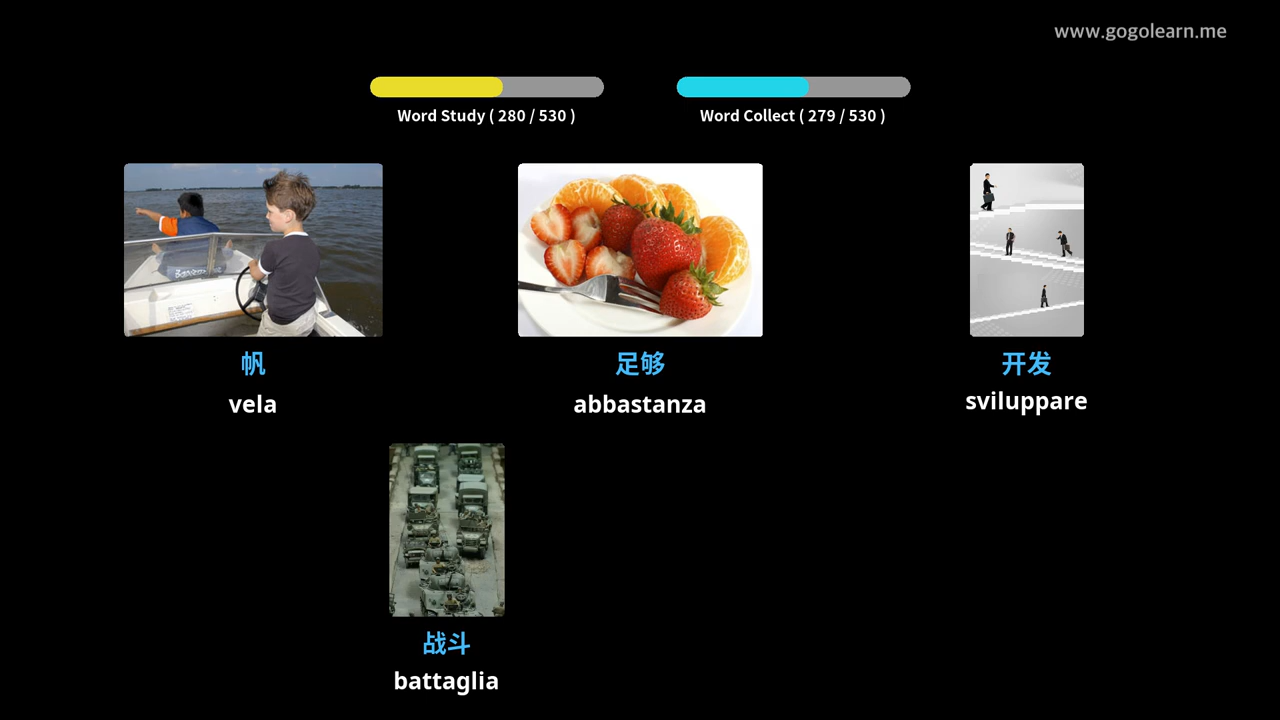 www.gogolearn.me
Word Study ( 280 / 530 )
Word Collect ( 279 / 530 )
帆
vela
足够
abbastanza
开发
sviluppare
战斗
battaglia